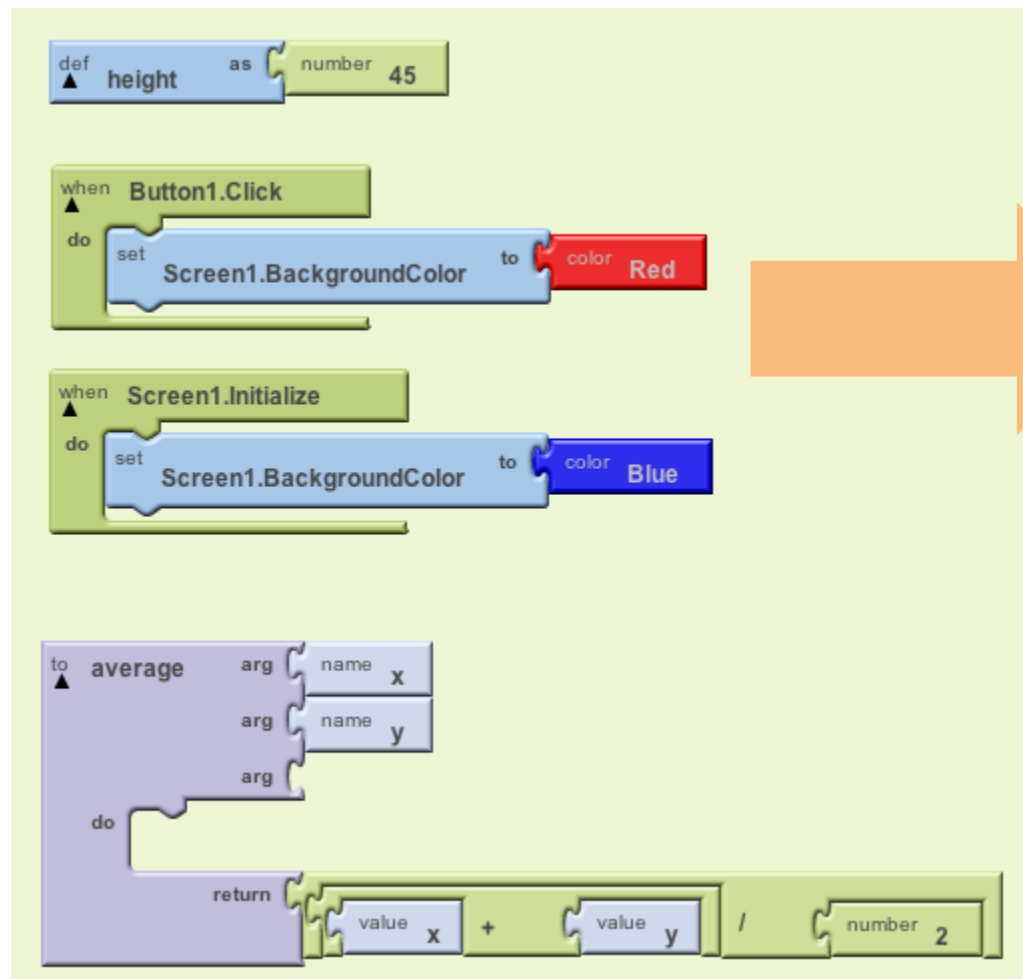 def height as number 45
when Button1.Click
do set Screen1.BackgroundColor to color Red
when Screen1.Initialize
do set Screen1.BackgroundColor to color Blue
to average arg name x
arg name y
arg
do
return value x + value y / number 2